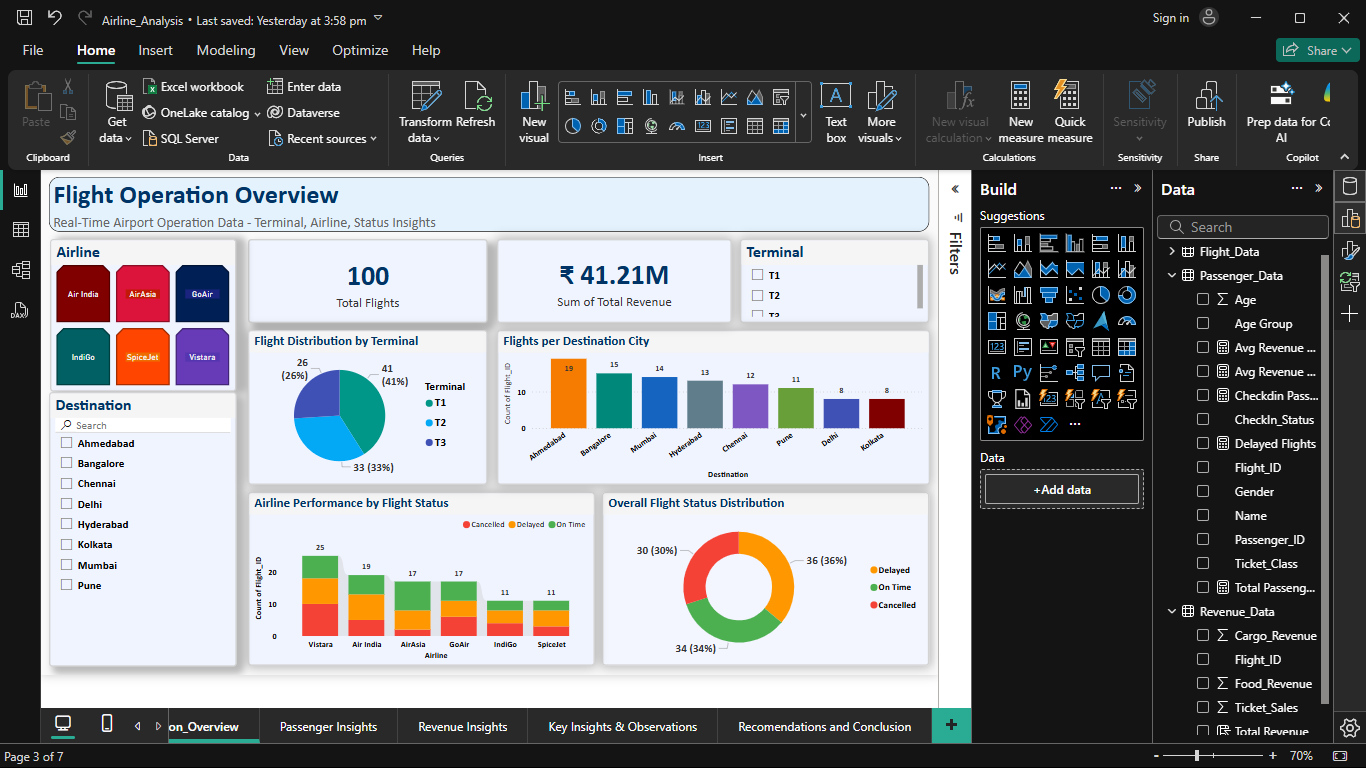 Airline_Analysis • Last saved: Yesterday at 3:58 pm
Sign in
File
Home
Insert
Modeling
View
Optimize
Help
Share
Paste
Clipboard
Get data
Excel workbook
OneLake catalog
SQL Server
Enter data
Dataverse
Recent sources
Data
Transform data
Refresh
Queries
New visual
Text box
More visuals
Insert
New visual calculation
New measure
Quick measure
Calculations
Sensitivity
Sensitivity
Publish
Share
Prep data for AI
Co
Copilot
Flight Operation Overview
Real-Time Airport Operation Data - Terminal, Airline, Status Insights
Airline
Air India
AirAsia
GoAir
IndiGo
SpiceJet
Vistara
100
Total Flights
₹ 41.21M
Sum of Total Revenue
Terminal
T1
T2
T3
Destination
Search
Ahmedabad
Bangalore
Chennai
Delhi
Hyderabad
Kolkata
Mumbai
Pune
Flight Distribution by Terminal
26 (26%)
41 (41%)
33 (33%)
Terminal
T1
T2
T3
Flights per Destination City
Count of Flight_ID
10
0
19
15
14
13
12
11
8
8
Ahmedabad
Bangalore
Mumbai
Hyderabad
Chennai
Pune
Delhi
Kolkata
Destination
Airline Performance by Flight Status
Cancelled
Delayed
On Time
Count of Flight_ID
20
10
0
25
19
17
17
11
11
Vistara
Air India
AirAsia
GoAir
IndiGo
SpiceJet
Airline
Overall Flight Status Distribution
30 (30%)
36 (36%)
34 (34%)
Delayed
On Time
Cancelled
Filters
Build
Suggestions
Data
+Add data
Data
Search
Flight_Data
Passenger_Data
Age
Age Group
Avg Revenue ...
Avg Revenue ...
Checkdin Pass...
CheckIn_Status
Delayed Flights
Flight_ID
Gender
Name
Passenger_ID
Ticket_Class
Total Passeng...
Revenue_Data
Cargo_Revenue
Flight_ID
Food_Revenue
Ticket_Sales
Total Revenue
on_Overview
Passenger Insights
Revenue Insights
Key Insights & Observations
Recomendations and Conclusion
Page 3 of 7
70%